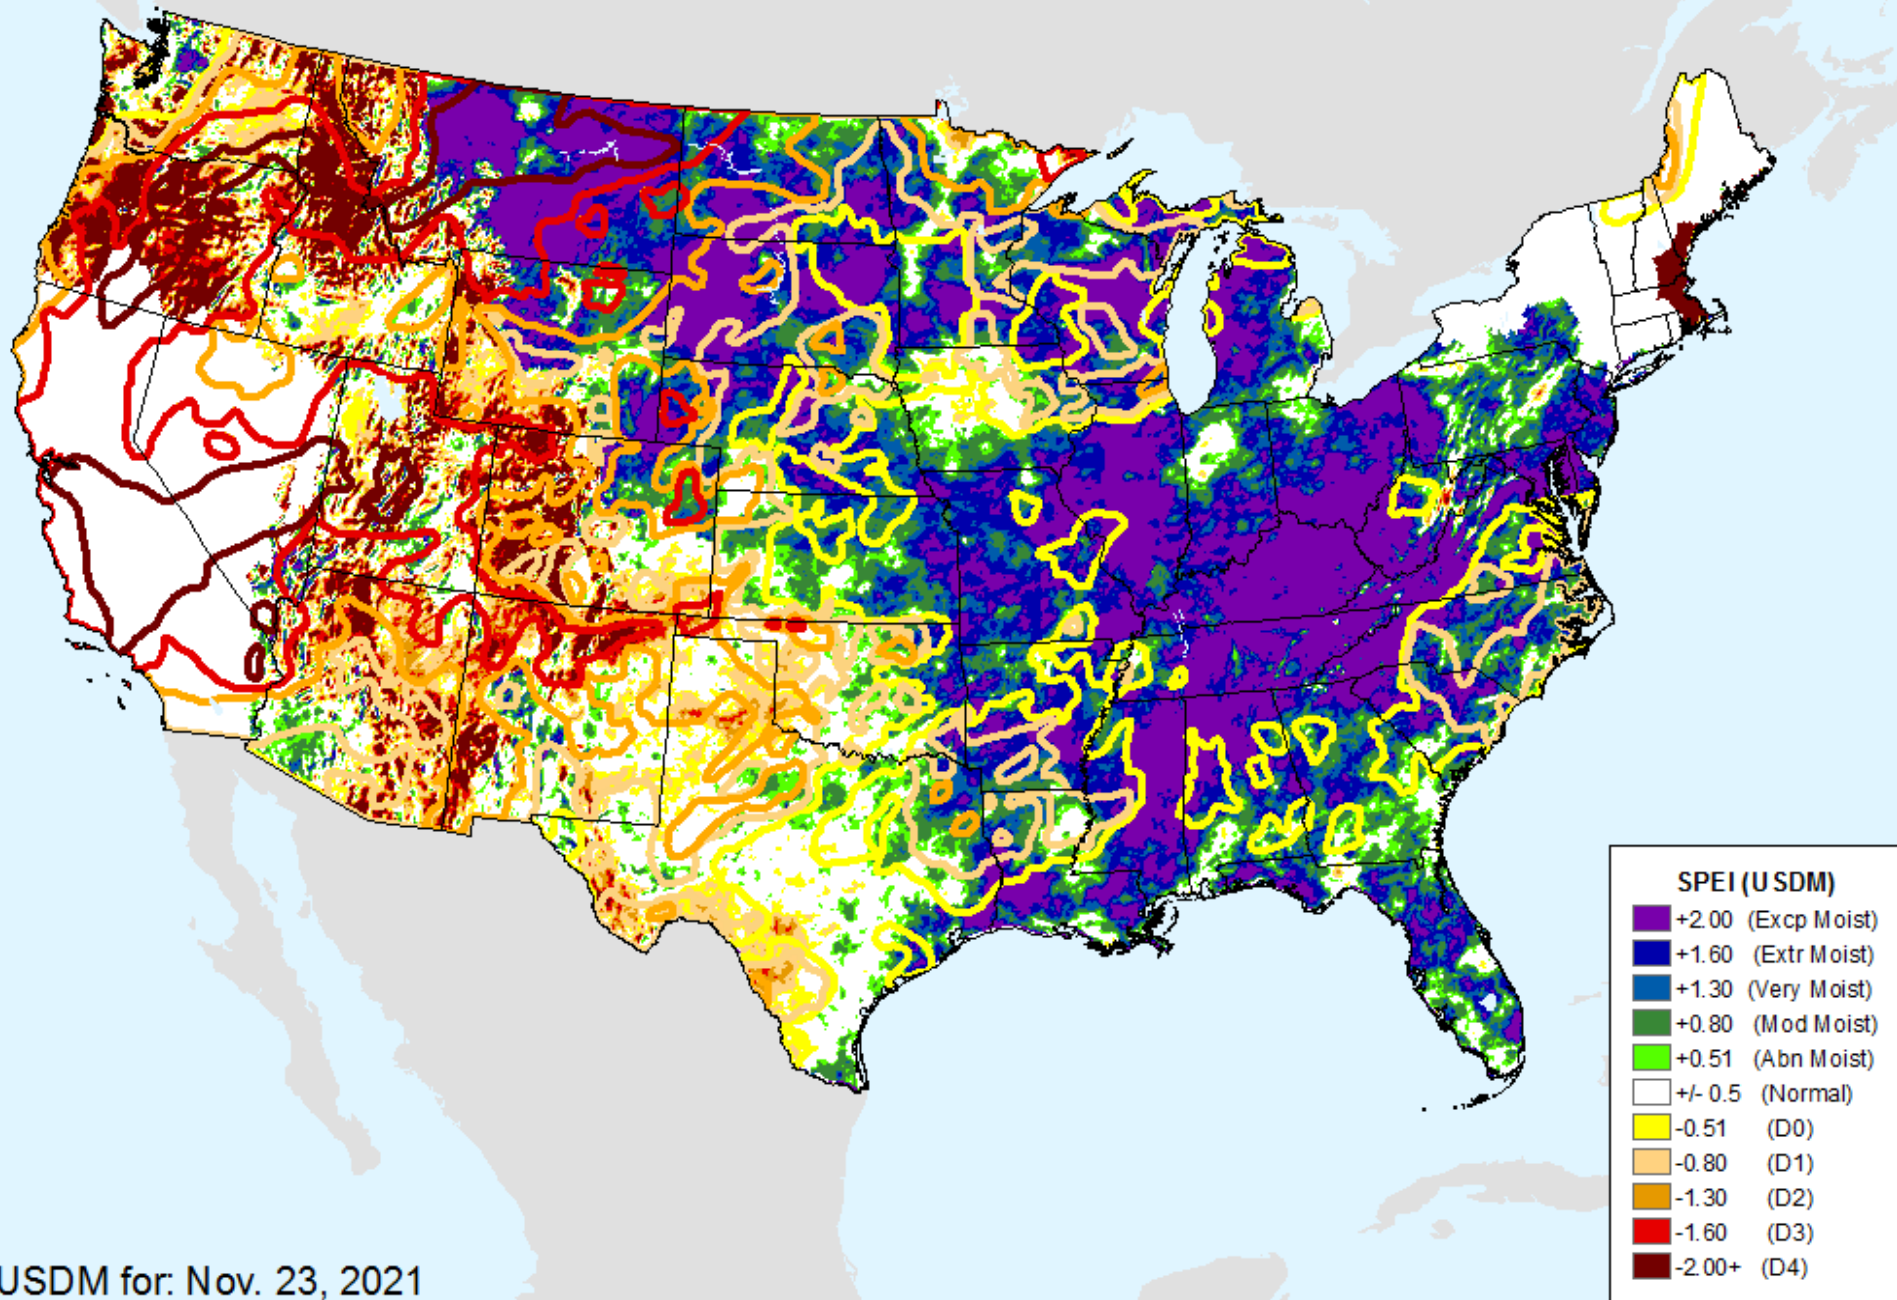 SPEI (USDM)
+2.00 (Excp Moist)
+1.60 (Extr Moist)
+1.30 (Very Moist)
+0.80 (Mod Moist)
+0.51 (Abn Moist)
+/- 0.5 (Normal)
-0.51 (D0)
-0.80 (D1)
-1.30 (D2)
-1.60 (D3)
-2.00+ (D4)
USDM for: Nov. 23, 2021